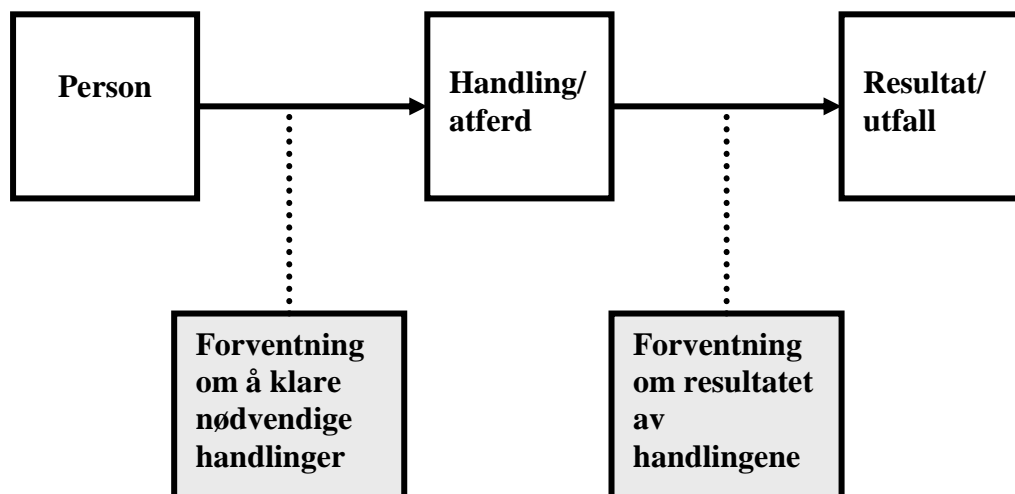 Person
Handling/
atferd
Resultat/
utfall
Forventning
om å klare
nødvendige
handlinger
Forventning
om resultatet
av
handlingene